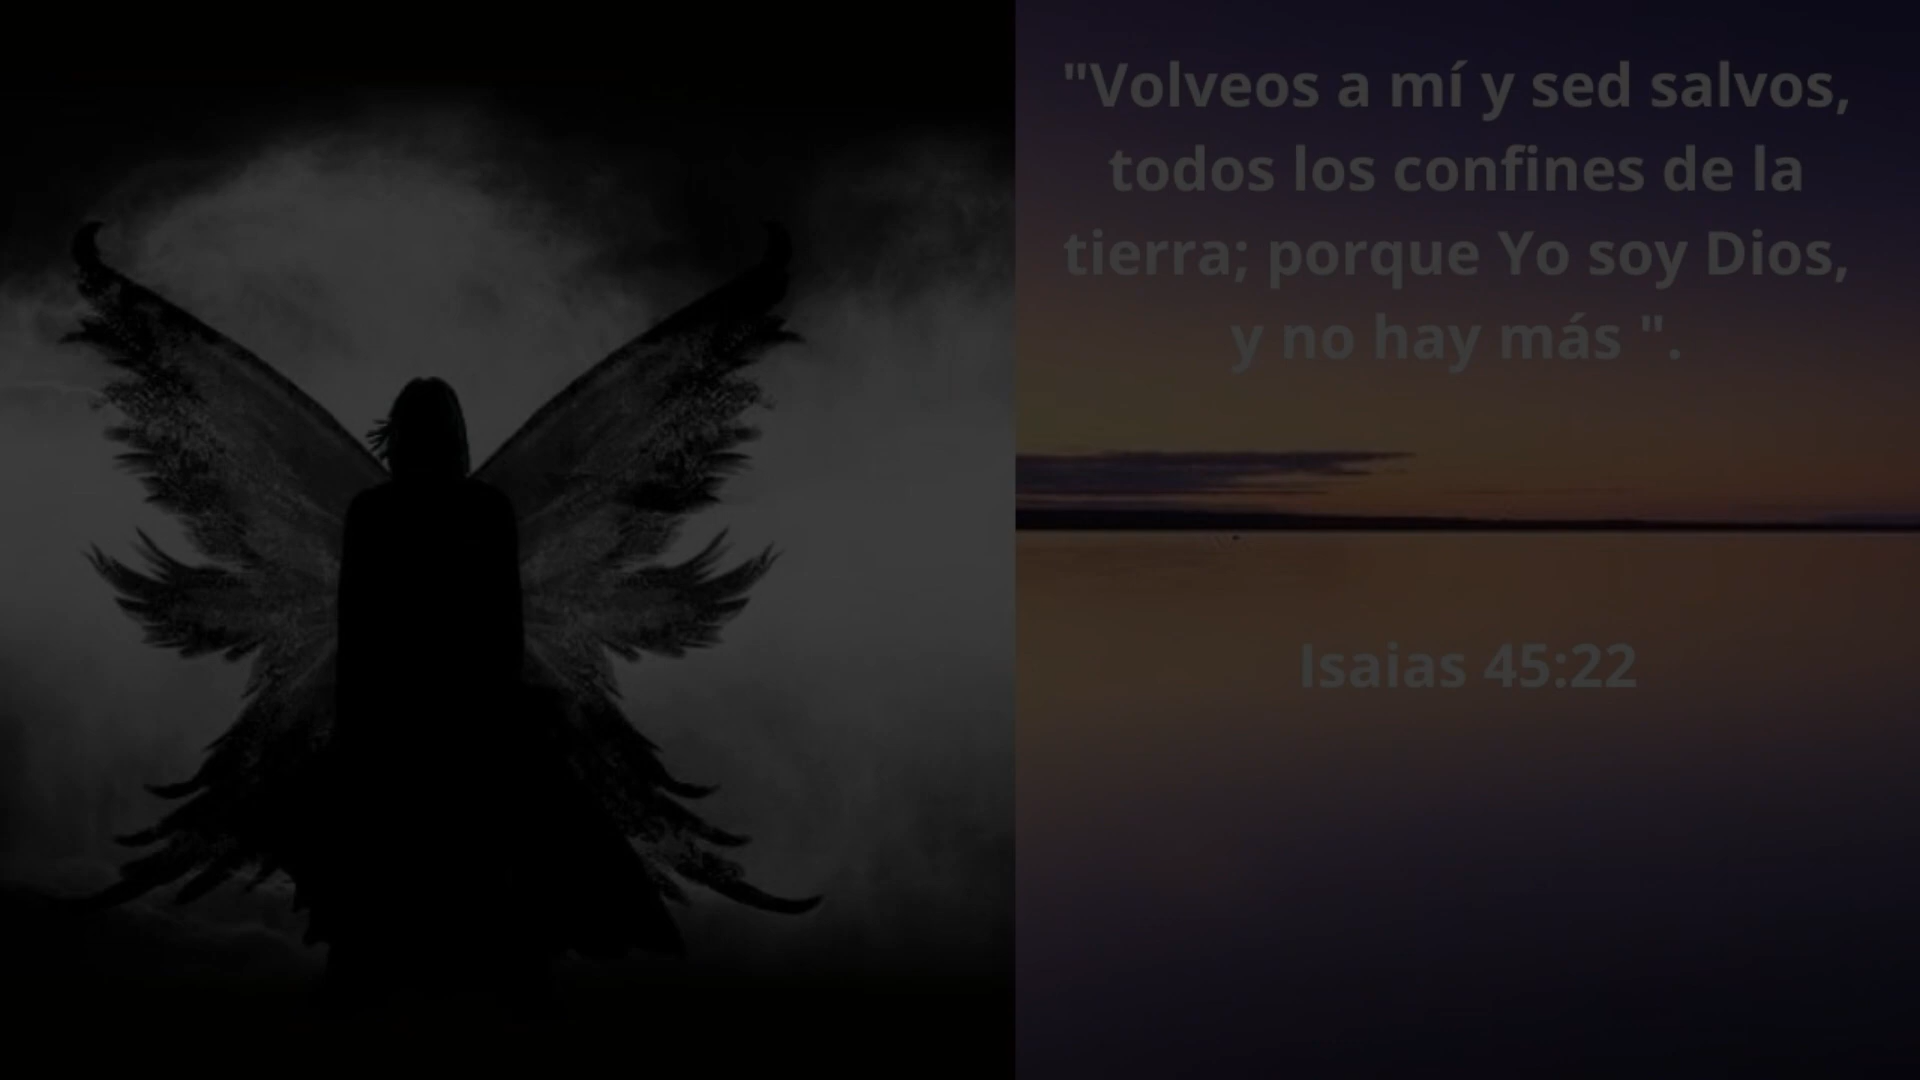 "Volveos a mí y sed salvos,
todos los confines de la
tierra; porque Yo soy Dios,
y no hay más ".
Isaias 45:22